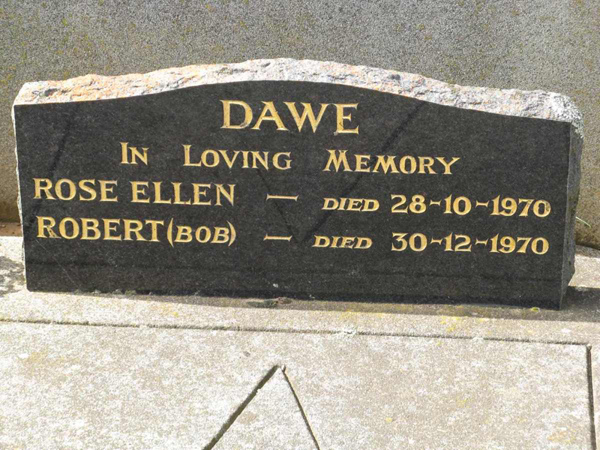 DAWE
IN LOVING MEMORY
ROSE ELLEN — DIED 28-10-1970
ROBERT (BOB) — DIED 30-12-1970